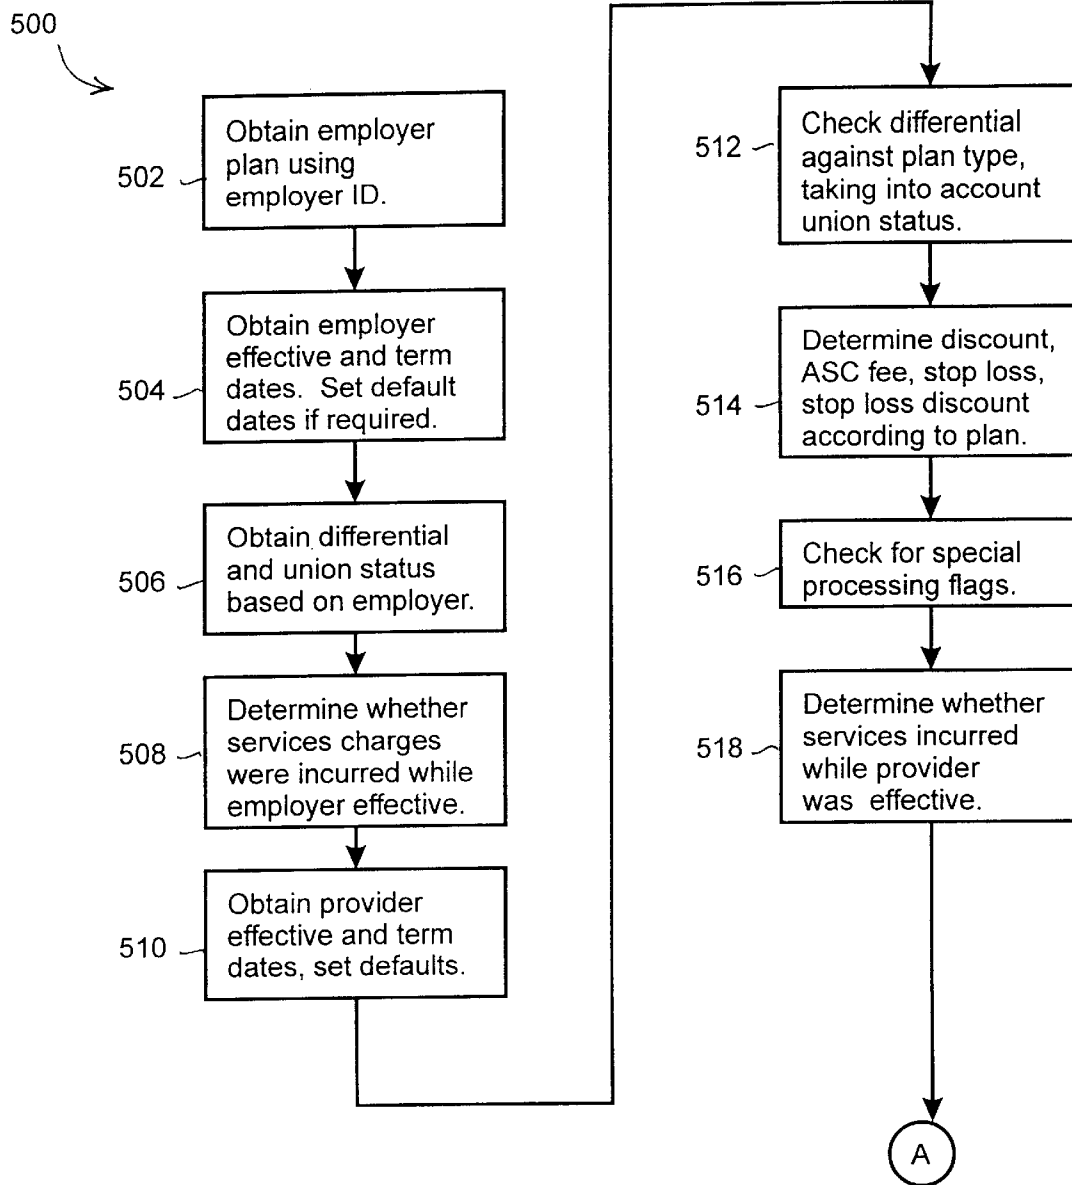 500
502
Obtain employer
plan using
employer ID.
504
Obtain employer
effective and term
dates. Set default
dates if required.
506
Obtain differential
and union status
based on employer.
508
Determine whether
services charges
were incurred while
employer effective.
510
Obtain provider
effective and term
dates, set defaults.
512
Check differential
against plan type,
taking into account
union status.
514
Determine discount,
ASC fee, stop loss,
stop loss discount
according to plan.
516
Check for special
processing flags.
518
Determine whether
services incurred
while provider
was effective.
A